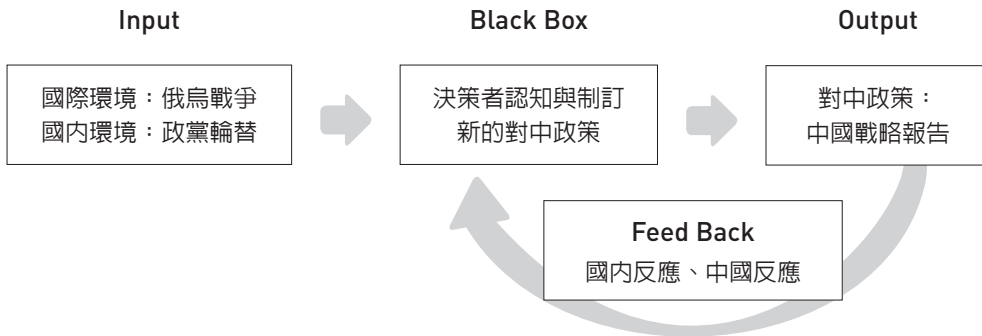 Input
Black Box
Output
國際環境：俄烏戰爭
國內環境：政黨輪替
決策者認知與制訂
新的對中政策
對中政策：
中國戰略報告
Feed Back
國內反應、中國反應